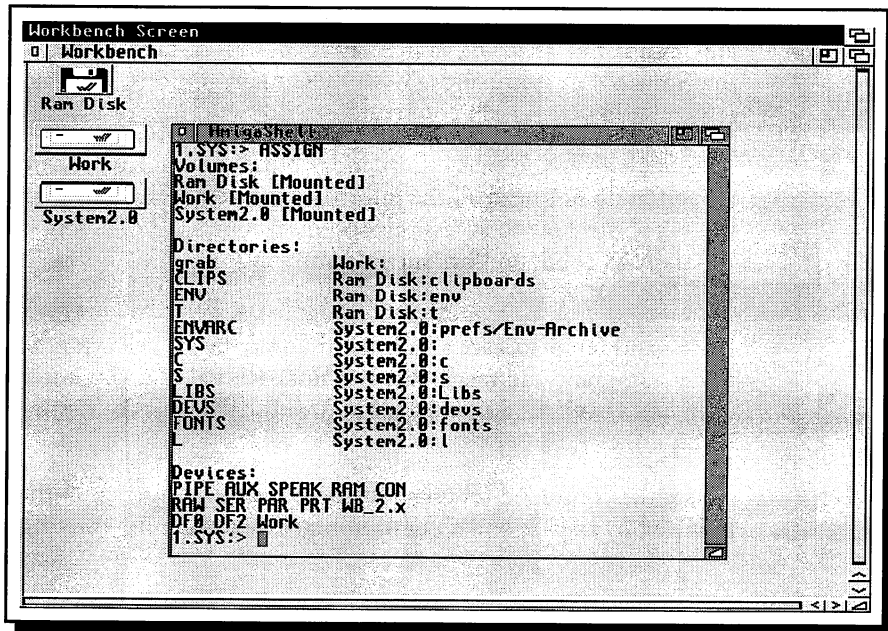 Workbench Screen
Workbench
Ram Disk
Work
System2.0
AmigaShell
1.SYS:> ASSIGN
Volumes:
Ram Disk [Mounted]
Work [Mounted]
System2.0 [Mounted]
Directories:
grab Work:
CLIPS Ram Disk:clipboards
ENV Ram Disk:env
T Ram Disk:t
ENVARC System2.0:prefs/Env-Archive
SYS System2.0:
C System2.0:c
S System2.0:s
LIBS System2.0:Libs
DEVS System2.0:devs
FONTS System2.0:fonts
L System2.0:l
Devices:
PIPE AUX SPEAK RAM CON
RAW SER PAR PRT WB_2.x
DF0 DF2 Work
1.SYS:>